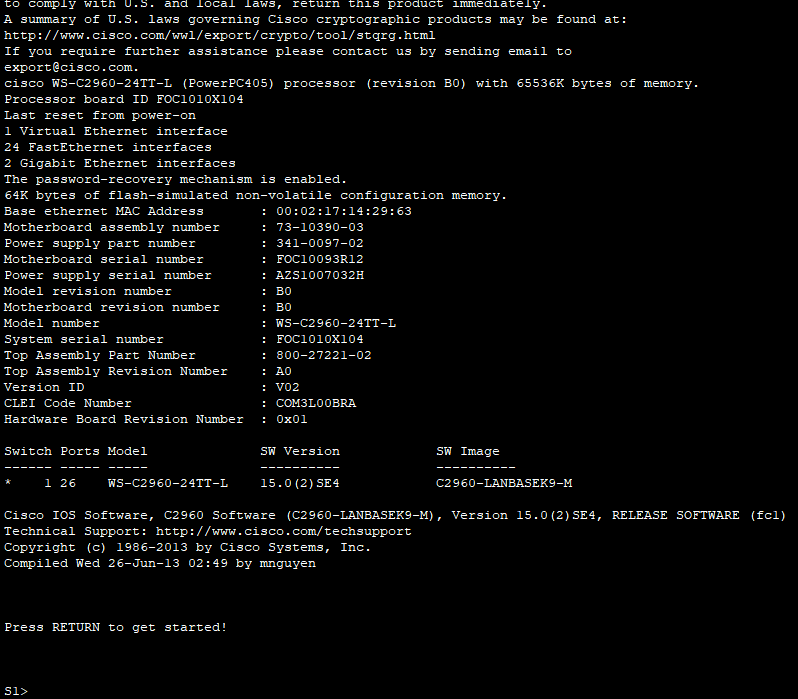 to comply with U.S. and local laws, return this product immediately.
A summary of U.S. laws governing Cisco cryptographic products may be found at:
http://www.cisco.com/wwl/export/crypto/tool/stqrg.html
If you require further assistance please contact us by sending email to
export@cisco.com.
cisco WS-C2960-24TT-L (PowerPC405) processor (revision B0) with 65536K bytes of memory.
Processor board ID FOC1010X104
Last reset from power-on
1 Virtual Ethernet interface
24 FastEthernet interfaces
2 Gigabit Ethernet interfaces
The password-recovery mechanism is enabled.
64K bytes of flash-simulated non-volatile configuration memory.
Base ethernet MAC Address       : 00:02:17:14:29:63
Motherboard assembly number     : 73-10390-03
Power supply part number        : 341-0097-02
Motherboard serial number       : FOC10093R12
Power supply serial number      : AZS1007032H
Model revision number           : B0
Motherboard revision number     : B0
Model number                    : WS-C2960-24TT-L
System serial number            : FOC1010X104
Top Assembly Part Number        : 800-27221-02
Top Assembly Revision Number    : A0
Version ID                      : V02
CLEI Code Number                : COM3L00BRA
Hardware Board Revision Number  : 0x01
Switch Ports Model              SW Version            SW Image
------ ----- -----              ----------            ----------
*    1 26    WS-C2960-24TT-L    15.0(2)SE4            C2960-LANBASEK9-M
Cisco IOS Software, C2960 Software (C2960-LANBASEK9-M), Version 15.0(2)SE4, RELEASE SOFTWARE (fc1)
Technical Support: http://www.cisco.com/techsupport
Copyright (c) 1986-2013 by Cisco Systems, Inc.
Compiled Wed 26-Jun-13 02:49 by mnguyen
Press RETURN to get started!
S1>